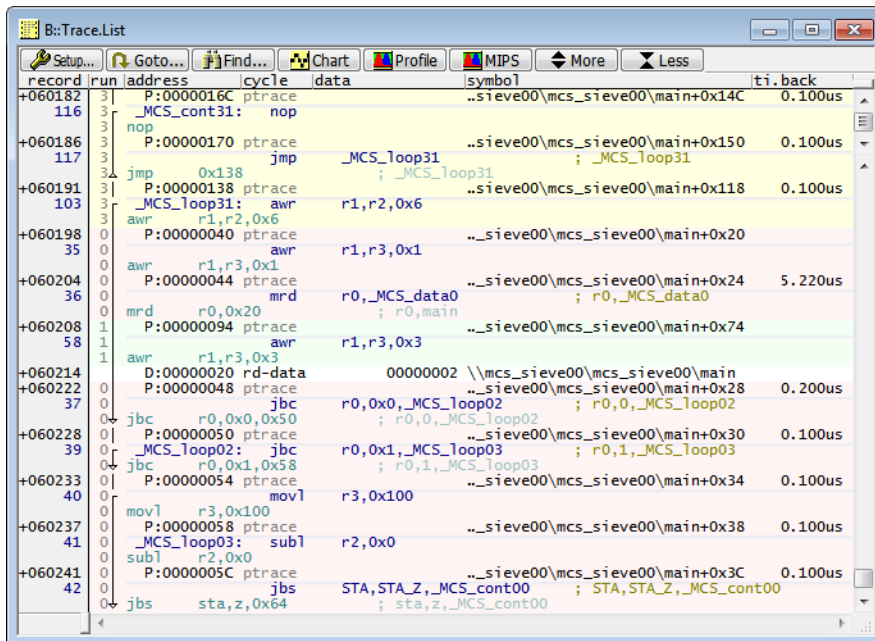 B::Trace.List
Setup... Goto... Find... Chart Profile MIPS More Less
record run address cycle data symbol ti.back
+060182 3 P:0000016C ptrace ..sieve00\mcs_sieve00\main+0x14C 0.100us
116 3 _MCS_cont31: nop
3 nop
+060186 3 P:00000170 ptrace ..sieve00\mcs_sieve00\main+0x150 0.100us
117 3 jmp _MCS_loop31 ; _MCS_loop31
3 jmp 0x138 ; _MCS_loop31
+060191 3 P:00000138 ptrace ..sieve00\mcs_sieve00\main+0x118 0.100us
103 3 _MCS_loop31: awr r1,r2,0x6
3 awr r1,r2,0x6
+060198 0 P:00000040 ptrace .._sieve00\mcs_sieve00\main+0x20
35 0 awr r1,r3,0x1
0 awr r1,r3,0x1
+060204 0 P:00000044 ptrace .._sieve00\mcs_sieve00\main+0x24 5.220us
36 0 mrd r0,_MCS_data0 ; r0,_MCS_data0
0 mrd r0,0x20 ; r0,main
+060208 1 P:00000094 ptrace .._sieve00\mcs_sieve00\main+0x74
58 1 awr r1,r3,0x3
1 awr r1,r3,0x3
+060214 D:00000020 rd-data 00000002 \\mcs_sieve00\mcs_sieve00\main
+060222 0 P:00000048 ptrace .._sieve00\mcs_sieve00\main+0x28 0.200us
37 0 jbc r0,0x0,_MCS_loop02 ; r0,0,_MCS_loop02
0 jbc r0,0x0,0x50 ; r0,0,_MCS_loop02
+060228 0 P:00000050 ptrace .._sieve00\mcs_sieve00\main+0x30 0.100us
39 0 _MCS_loop02: jbc r0,0x1,_MCS_loop03 ; r0,1,_MCS_loop03
0 jbc r0,0x1,0x58 ; r0,1,_MCS_loop03
+060233 0 P:00000054 ptrace .._sieve00\mcs_sieve00\main+0x34 0.100us
40 0 movl r3,0x100
0 movl r3,0x100
+060237 0 P:00000058 ptrace .._sieve00\mcs_sieve00\main+0x38 0.100us
41 0 _MCS_loop03: subl r2,0x0
0 subl r2,0x0
+060241 0 P:0000005C ptrace .._sieve00\mcs_sieve00\main+0x3C 0.100us
42 0 jbs STA,STA_Z,_MCS_cont00 ; STA,STA_Z,_MCS_cont00
0 jbs sta,z,0x64 ; sta,z,_MCS_cont00